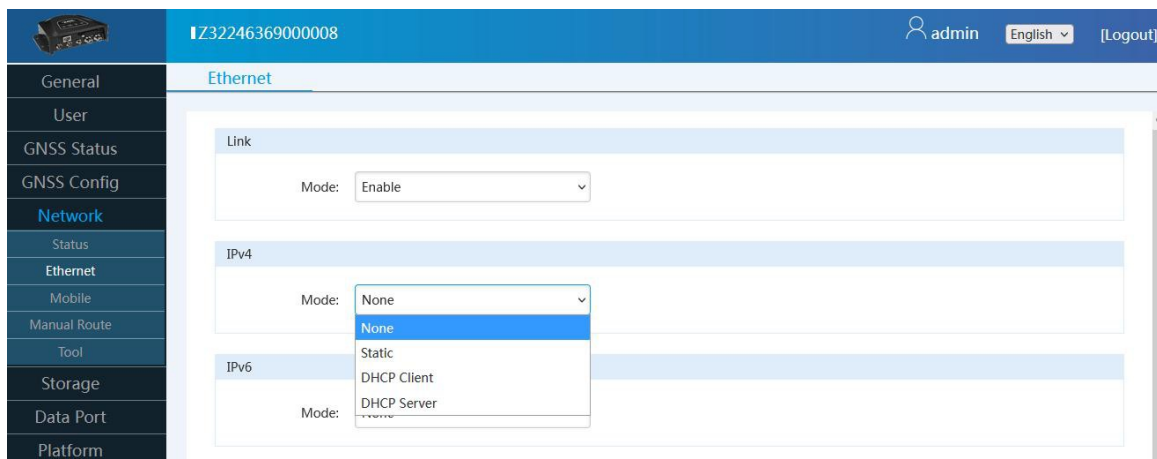 IZ32246369000008
admin
English
[Logout]
General
User
GNSS Status
GNSS Config
Network
Status
Ethernet
Mobile
Manual Route
Tool
Storage
Data Port
Platform
Ethernet
Link
Mode: Enable
IPv4
Mode: None
None
Static
DHCP Client
DHCP Server
IPv6
Mode: